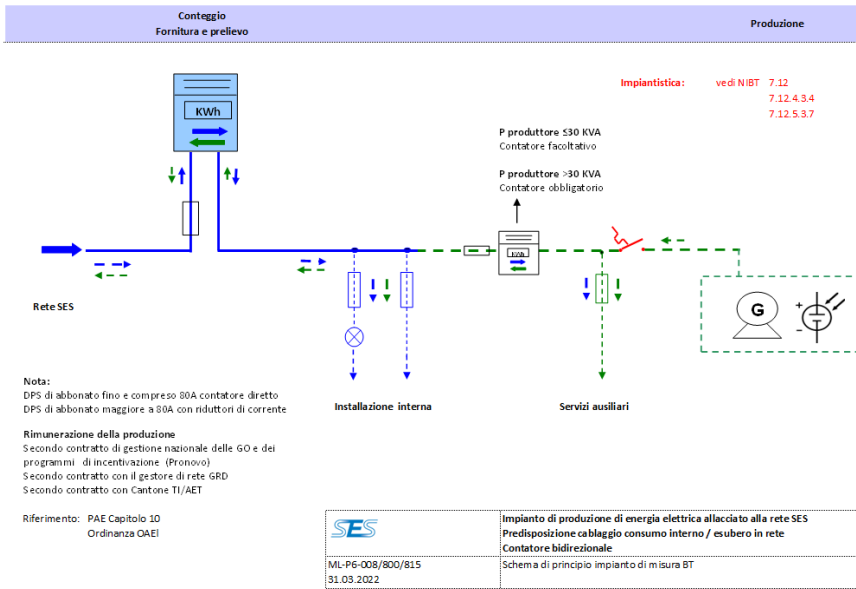 Conteggio
Fornitura e prelievo
Produzione
KWh
Impiantistica: vedi NIBT 7.12
7.12.4.3.4
7.12.5.3.7
P produttore ≤30 KVA
Contatore facoltativo
P produttore >30 KVA
Contatore obbligatorio
KWh
Rete SES
G
+
-
Installazione interna
Servizi ausiliari
Nota:
DPS di abbonato fino e compreso 80A contatore diretto
DPS di abbonato maggiore a 80A con riduttori di corrente
Rimunerazione della produzione
Secondo contratto di gestione nazionale delle GO e dei
programmi di incentivazione (Pronovo)
Secondo contratto con il gestore di rete GRD
Secondo contratto con Cantone TI/AET
Riferimento: PAE Capitolo 10
Ordinanza OAEl
SES
Impianto di produzione di energia elettrica allacciato alla rete SES
Predisposizione cablaggio consumo interno / esubero in rete
Contatore bidirezionale
ML-P6-008/800/815
31.03.2022
Schema di principio impianto di misura BT